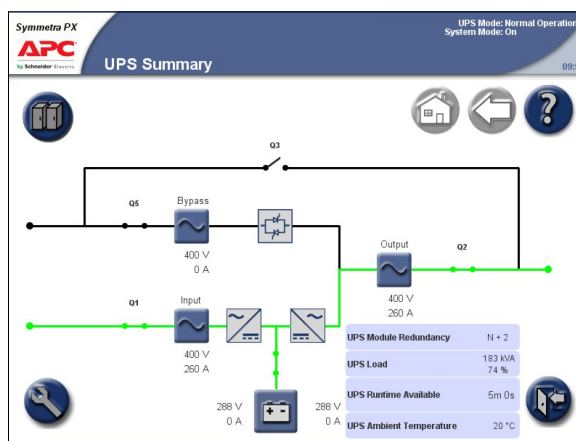 Symmetra PX
APC
by Schneider Electric
UPS Summary
UPS Mode: Normal Operation
System Mode: On
09:
Q3
Q5
Bypass
400 V
0 A
Output
Q2
400 V
260 A
Q1
Input
400 V
260 A
288 V
0 A
288 V
0 A
UPS Module Redundancy N + 2
UPS Load 183 kVA
74 %
UPS Runtime Available 5m 0s
UPS Ambient Temperature 20 °C